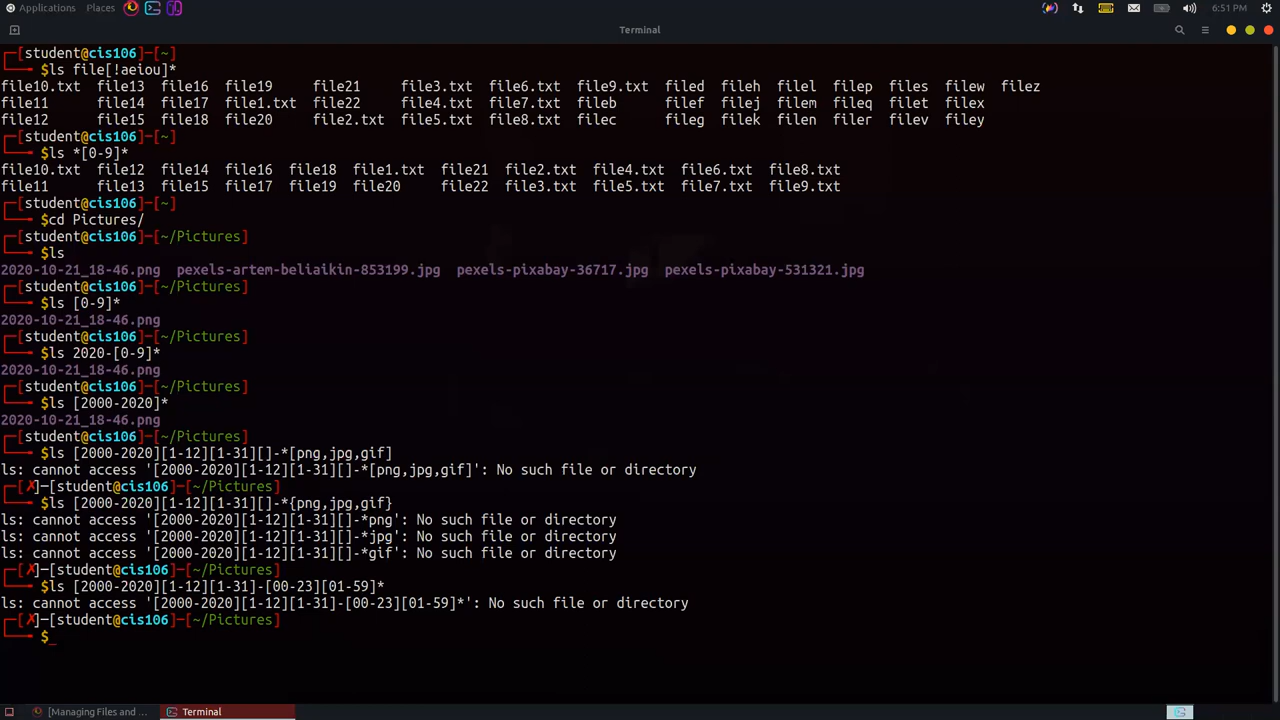 Applications Places 6:51 PM
Terminal
[student@cis106]-[~]
$ls file[!aeiou]*
file10.txt file13 file16 file19 file21 file3.txt file6.txt file9.txt filed fileh filel filep files filew filez
file11 file14 file17 file1.txt file22 file4.txt file7.txt fileb filef filej filem fileq filet filex
file12 file15 file18 file20 file2.txt file5.txt file8.txt filec fileg filek filen filer filev filey
[student@cis106]-[~]
$ls *[0-9]*
file10.txt file12 file14 file16 file18 file1.txt file21 file2.txt file4.txt file6.txt file8.txt
file11 file13 file15 file17 file19 file20 file22 file3.txt file5.txt file7.txt file9.txt
[student@cis106]-[~]
$cd Pictures/
[student@cis106]-[~/Pictures]
$ls
2020-10-21_18-46.png pexels-artem-beliaikin-853199.jpg pexels-pixabay-36717.jpg pexels-pixabay-531321.jpg
[student@cis106]-[~/Pictures]
$ls [0-9]*
2020-10-21_18-46.png
[student@cis106]-[~/Pictures]
$ls 2020-[0-9]*
2020-10-21_18-46.png
[student@cis106]-[~/Pictures]
$ls [2000-2020]*
2020-10-21_18-46.png
[student@cis106]-[~/Pictures]
$ls [2000-2020][1-12][1-31][]-*[png,jpg,gif]
ls: cannot access '[2000-2020][1-12][1-31][]-*[png,jpg,gif]': No such file or directory
[✗]-[student@cis106]-[~/Pictures]
$ls [2000-2020][1-12][1-31][]-*{png,jpg,gif}
ls: cannot access '[2000-2020][1-12][1-31][]-*png': No such file or directory
ls: cannot access '[2000-2020][1-12][1-31][]-*jpg': No such file or directory
ls: cannot access '[2000-2020][1-12][1-31][]-*gif': No such file or directory
[✗]-[student@cis106]-[~/Pictures]
$ls [2000-2020][1-12][1-31]-[00-23][01-59]*
ls: cannot access '[2000-2020][1-12][1-31]-[00-23][01-59]*': No such file or directory
[✗]-[student@cis106]-[~/Pictures]
$_
[Managing Files and ... Terminal